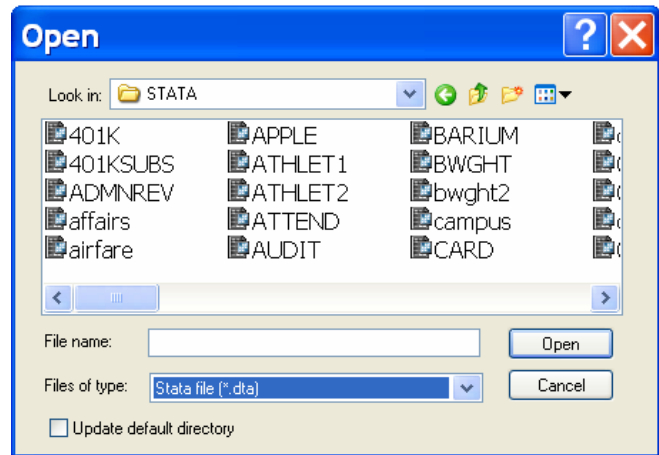 Open
Look in: STATA
401K APPLE BARIUM
401KSUBS ATHLET1 BWGHT
ADMNREV ATHLET2 bwght2
affairs ATTEND campus
airfare AUDIT CARD
File name: Open
Files of type: Stata file (*.dta) Cancel
Update default directory